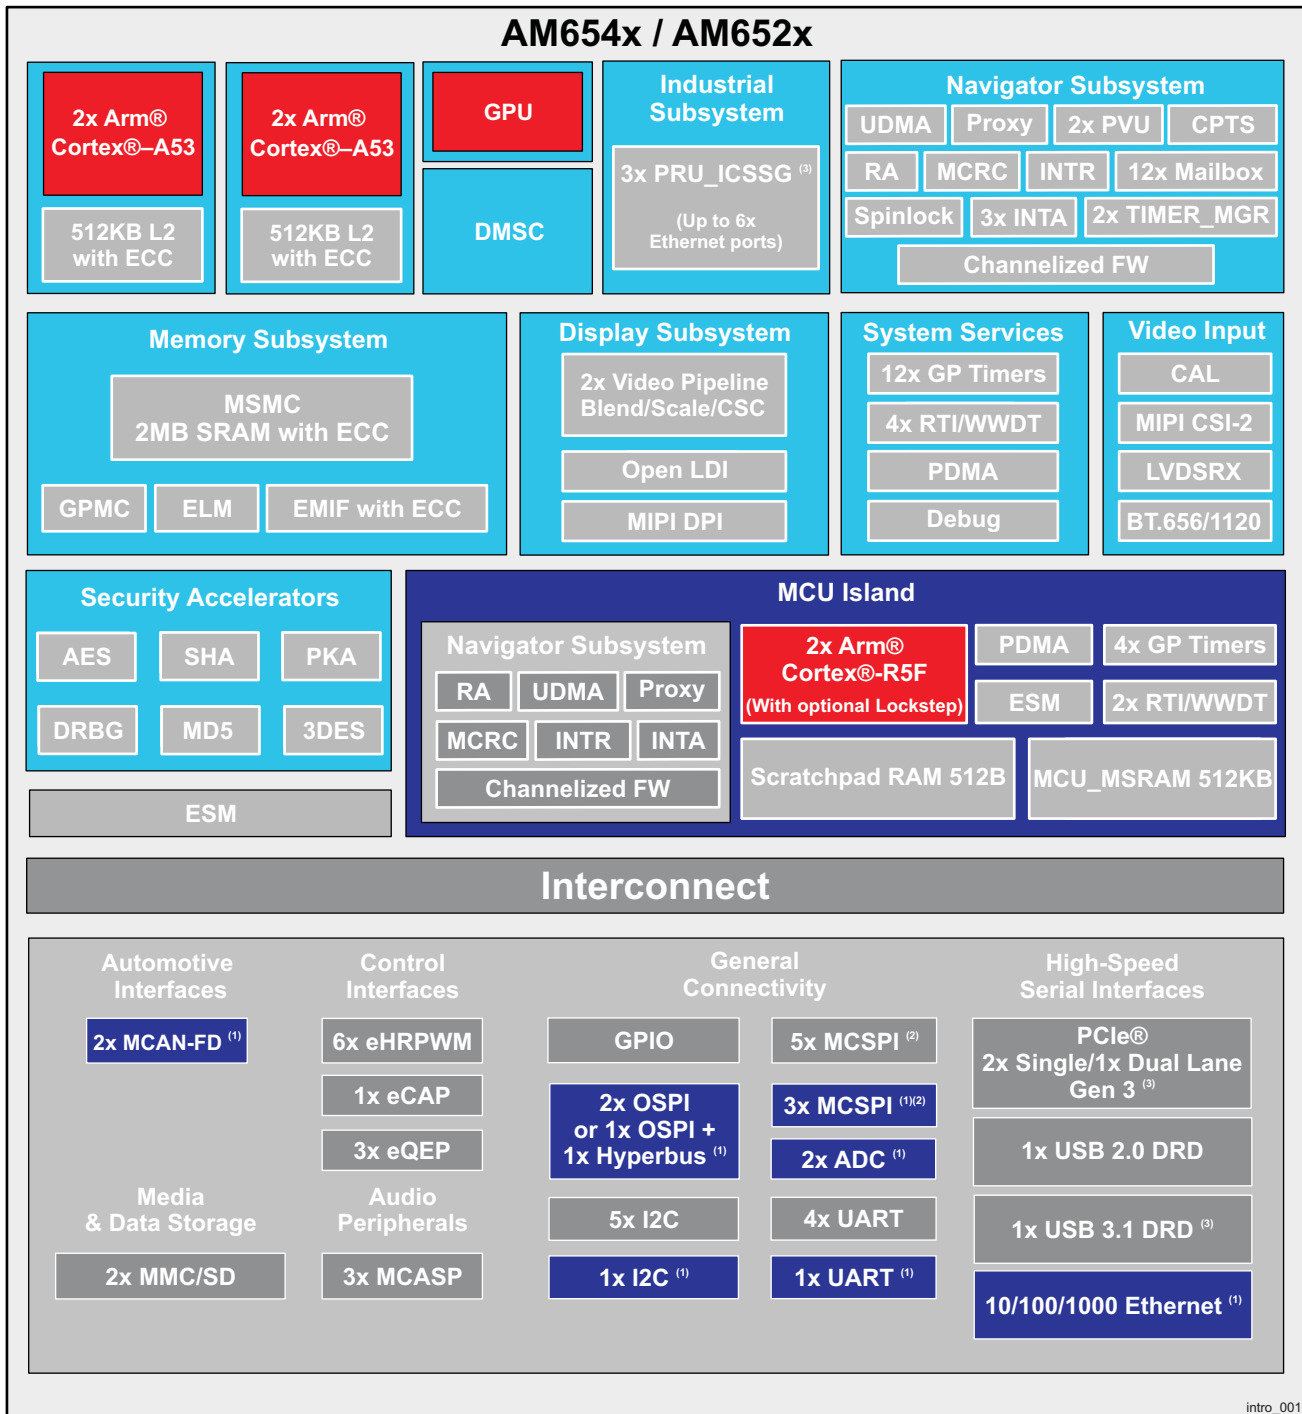 AM654x / AM652x
2x Arm®
Cortex®–A53
512KB L2
with ECC
2x Arm®
Cortex®–A53
512KB L2
with ECC
GPU
DMSC
Industrial
Subsystem
3x PRU_ICSSG (3)
(Up to 6x
Ethernet ports)
Navigator Subsystem
UDMA
Proxy
2x PVU
CPTS
RA
MCRC
INTR
12x Mailbox
Spinlock
3x INTA
2x TIMER_MGR
Channelized FW
Memory Subsystem
MSMC
2MB SRAM with ECC
GPMC
ELM
EMIF with ECC
Display Subsystem
2x Video Pipeline
Blend/Scale/CSC
Open LDI
MIPI DPI
System Services
12x GP Timers
4x RTI/WWDT
PDMA
Debug
Video Input
CAL
MIPI CSI-2
LVDSRX
BT.656/1120
Security Accelerators
AES
SHA
PKA
DRBG
MD5
3DES
ESM
MCU Island
Navigator Subsystem
RA
UDMA
Proxy
MCRC
INTR
INTA
Channelized FW
2x Arm®
Cortex®-R5F
(With optional Lockstep)
PDMA
4x GP Timers
ESM
2x RTI/WWDT
Scratchpad RAM 512B
MCU_MSRAM 512KB
Interconnect
Automotive
Interfaces
2x MCAN-FD (1)
Media
& Data Storage
2x MMC/SD
Control
Interfaces
6x eHRPWM
1x eCAP
3x eQEP
Audio
Peripherals
3x MCASP
General
Connectivity
GPIO
5x MCSPI (2)
2x OSPI
or 1x OSPI +
1x Hyperbus (1)
3x MCSPI (1)(2)
2x ADC (1)
5x I2C
4x UART
1x I2C (1)
1x UART (1)
High-Speed
Serial Interfaces
PCIe®
2x Single/1x Dual Lane
Gen 3 (3)
1x USB 2.0 DRD
1x USB 3.1 DRD (3)
10/100/1000 Ethernet (1)
intro_001